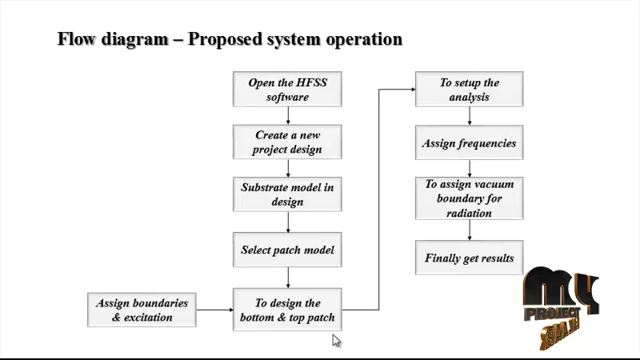 Flow diagram – Proposed system operation
Open the HFSS
software
Create a new
project design
Substrate model in
design
Select patch model
Assign boundaries
& excitation
To design the
bottom & top patch
To setup the
analysis
Assign frequencies
To assign vacuum
boundary for
radiation
Finally get results
my
PROJECT